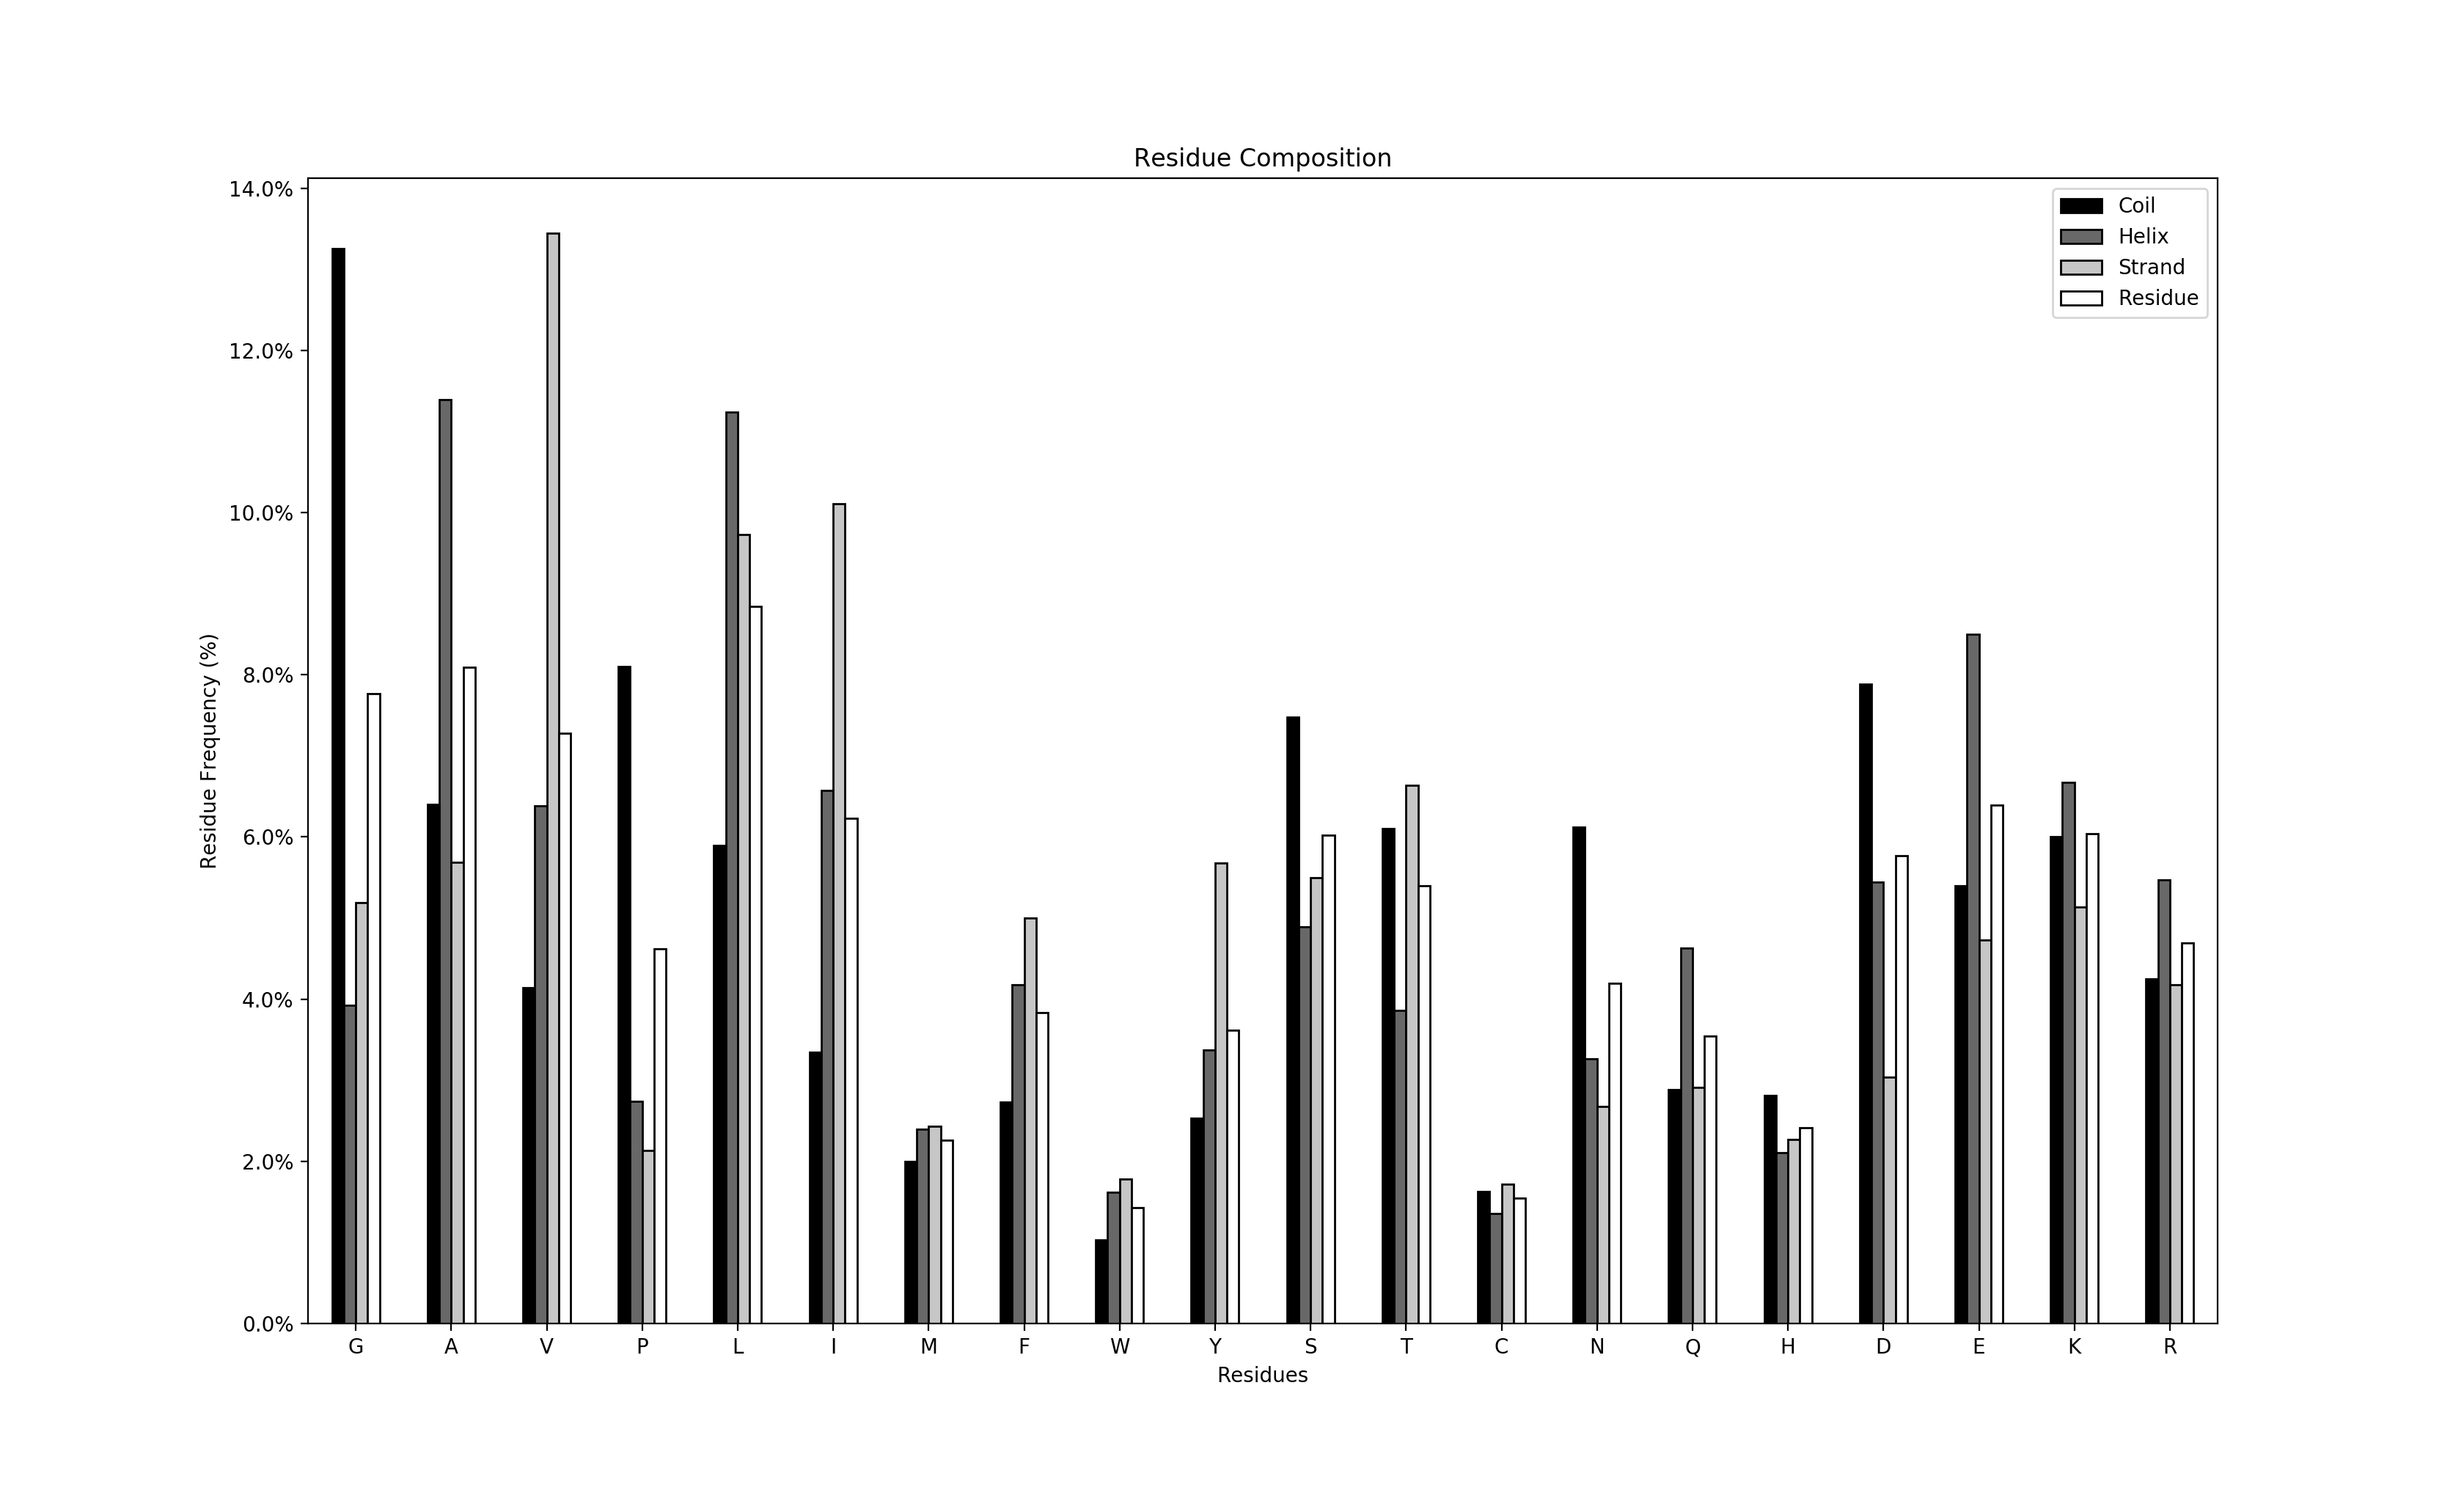 Residue Composition
14.0%
12.0%
10.0%
8.0%
6.0%
4.0%
2.0%
0.0%
Residue Frequency (%)
Coil
Helix
Strand
Residue
G A V P L I M F W Y S T C N Q H D E K R
Residues